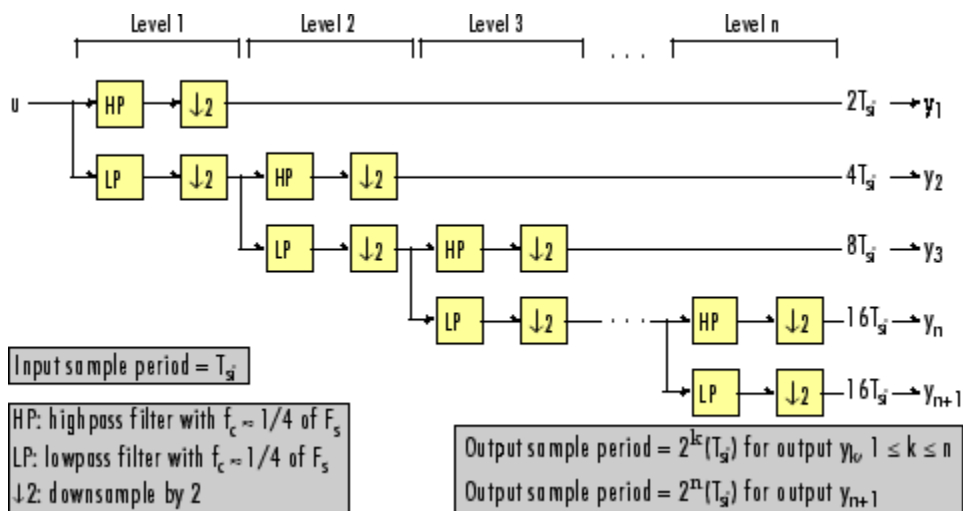 Level 1 Level 2 Level 3 . . . Level n
u HP ↓2 2T_si y_1
LP ↓2 HP ↓2 4T_si y_2
LP ↓2 HP ↓2 8T_si y_3
LP ↓2 . . . HP ↓2 16T_si y_n
LP ↓2 16T_si y_{n+1}
Input sample period = T_si
HP: highpass filter with f_c ≈ 1/4 of F_s
LP: lowpass filter with f_c ≈ 1/4 of F_s
↓2: downsample by 2
Output sample period = 2^k(T_si) for output y_k, 1 ≤ k ≤ n
Output sample period = 2^n(T_si) for output y_{n+1}